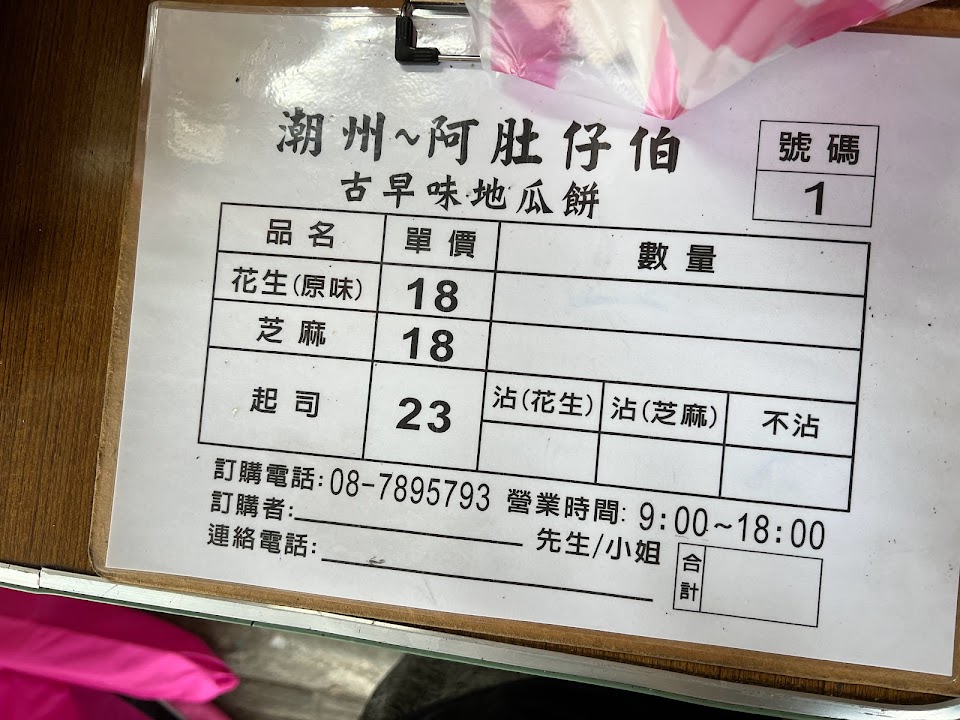 潮州~阿肚仔伯
古早味地瓜餅
號碼
1
品名 單價 數量
花生(原味) 18
芝麻 18
起司 23 沾(花生) 沾(芝麻) 不沾
訂購電話:08-7895793 營業時間: 9:00~18:00
訂購者: 先生/小姐
連絡電話:
合計